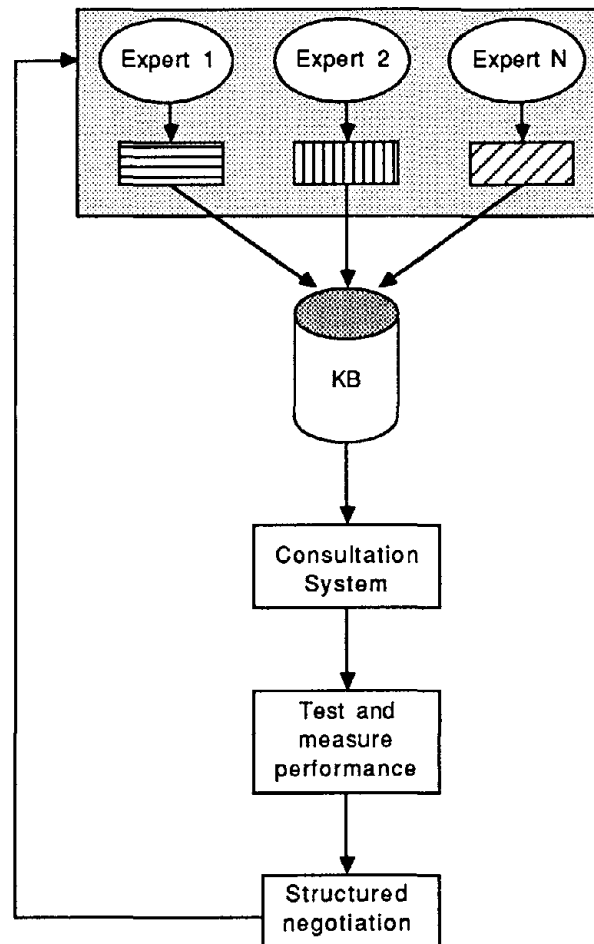 Expert 1
Expert 2
Expert N
KB
Consultation
System
Test and
measure
performance
Structured
negotiation